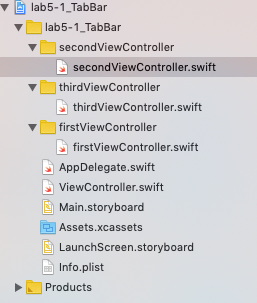 lab5-1_TabBar
lab5-1_TabBar
secondViewController
secondViewController.swift
thirdViewController
thirdViewController.swift
firstViewController
firstViewController.swift
AppDelegate.swift
ViewController.swift
Main.storyboard
Assets.xcassets
LaunchScreen.storyboard
Info.plist
Products